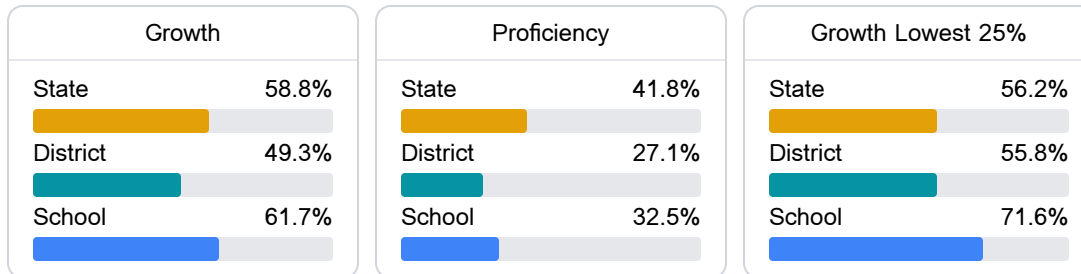 Growth
State 58.8%
District 49.3%
School 61.7%
Proficiency
State 41.8%
District 27.1%
School 32.5%
Growth Lowest 25%
State 56.2%
District 55.8%
School 71.6%